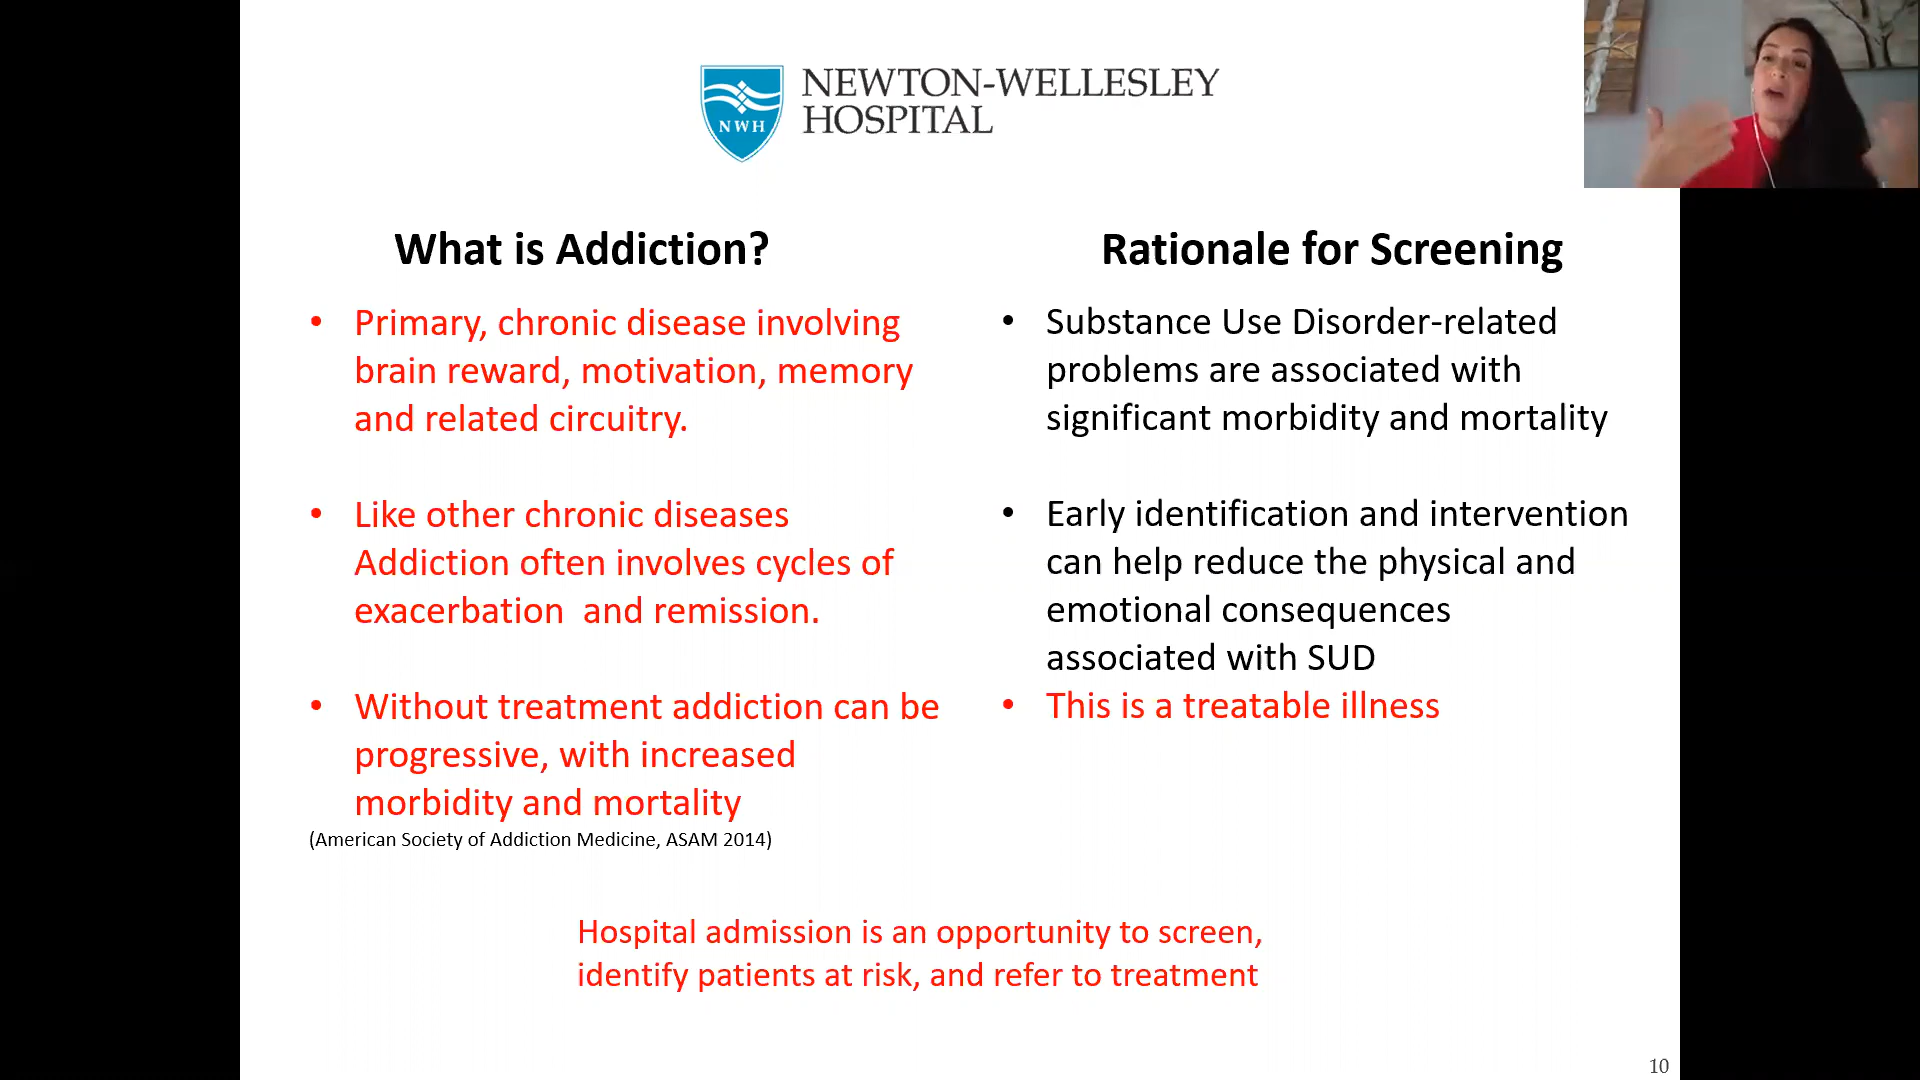 NEWTON-WELLESLEY
HOSPITAL
NWH
What is Addiction?
• Primary, chronic disease involving
brain reward, motivation, memory
and related circuitry.
• Like other chronic diseases
Addiction often involves cycles of
exacerbation  and remission.
• Without treatment addiction can be
progressive, with increased
morbidity and mortality
(American Society of Addiction Medicine, ASAM 2014)
Rationale for Screening
• Substance Use Disorder-related
problems are associated with
significant morbidity and mortality
• Early identification and intervention
can help reduce the physical and
emotional consequences
associated with SUD
• This is a treatable illness
Hospital admission is an opportunity to screen,
identify patients at risk, and refer to treatment
10